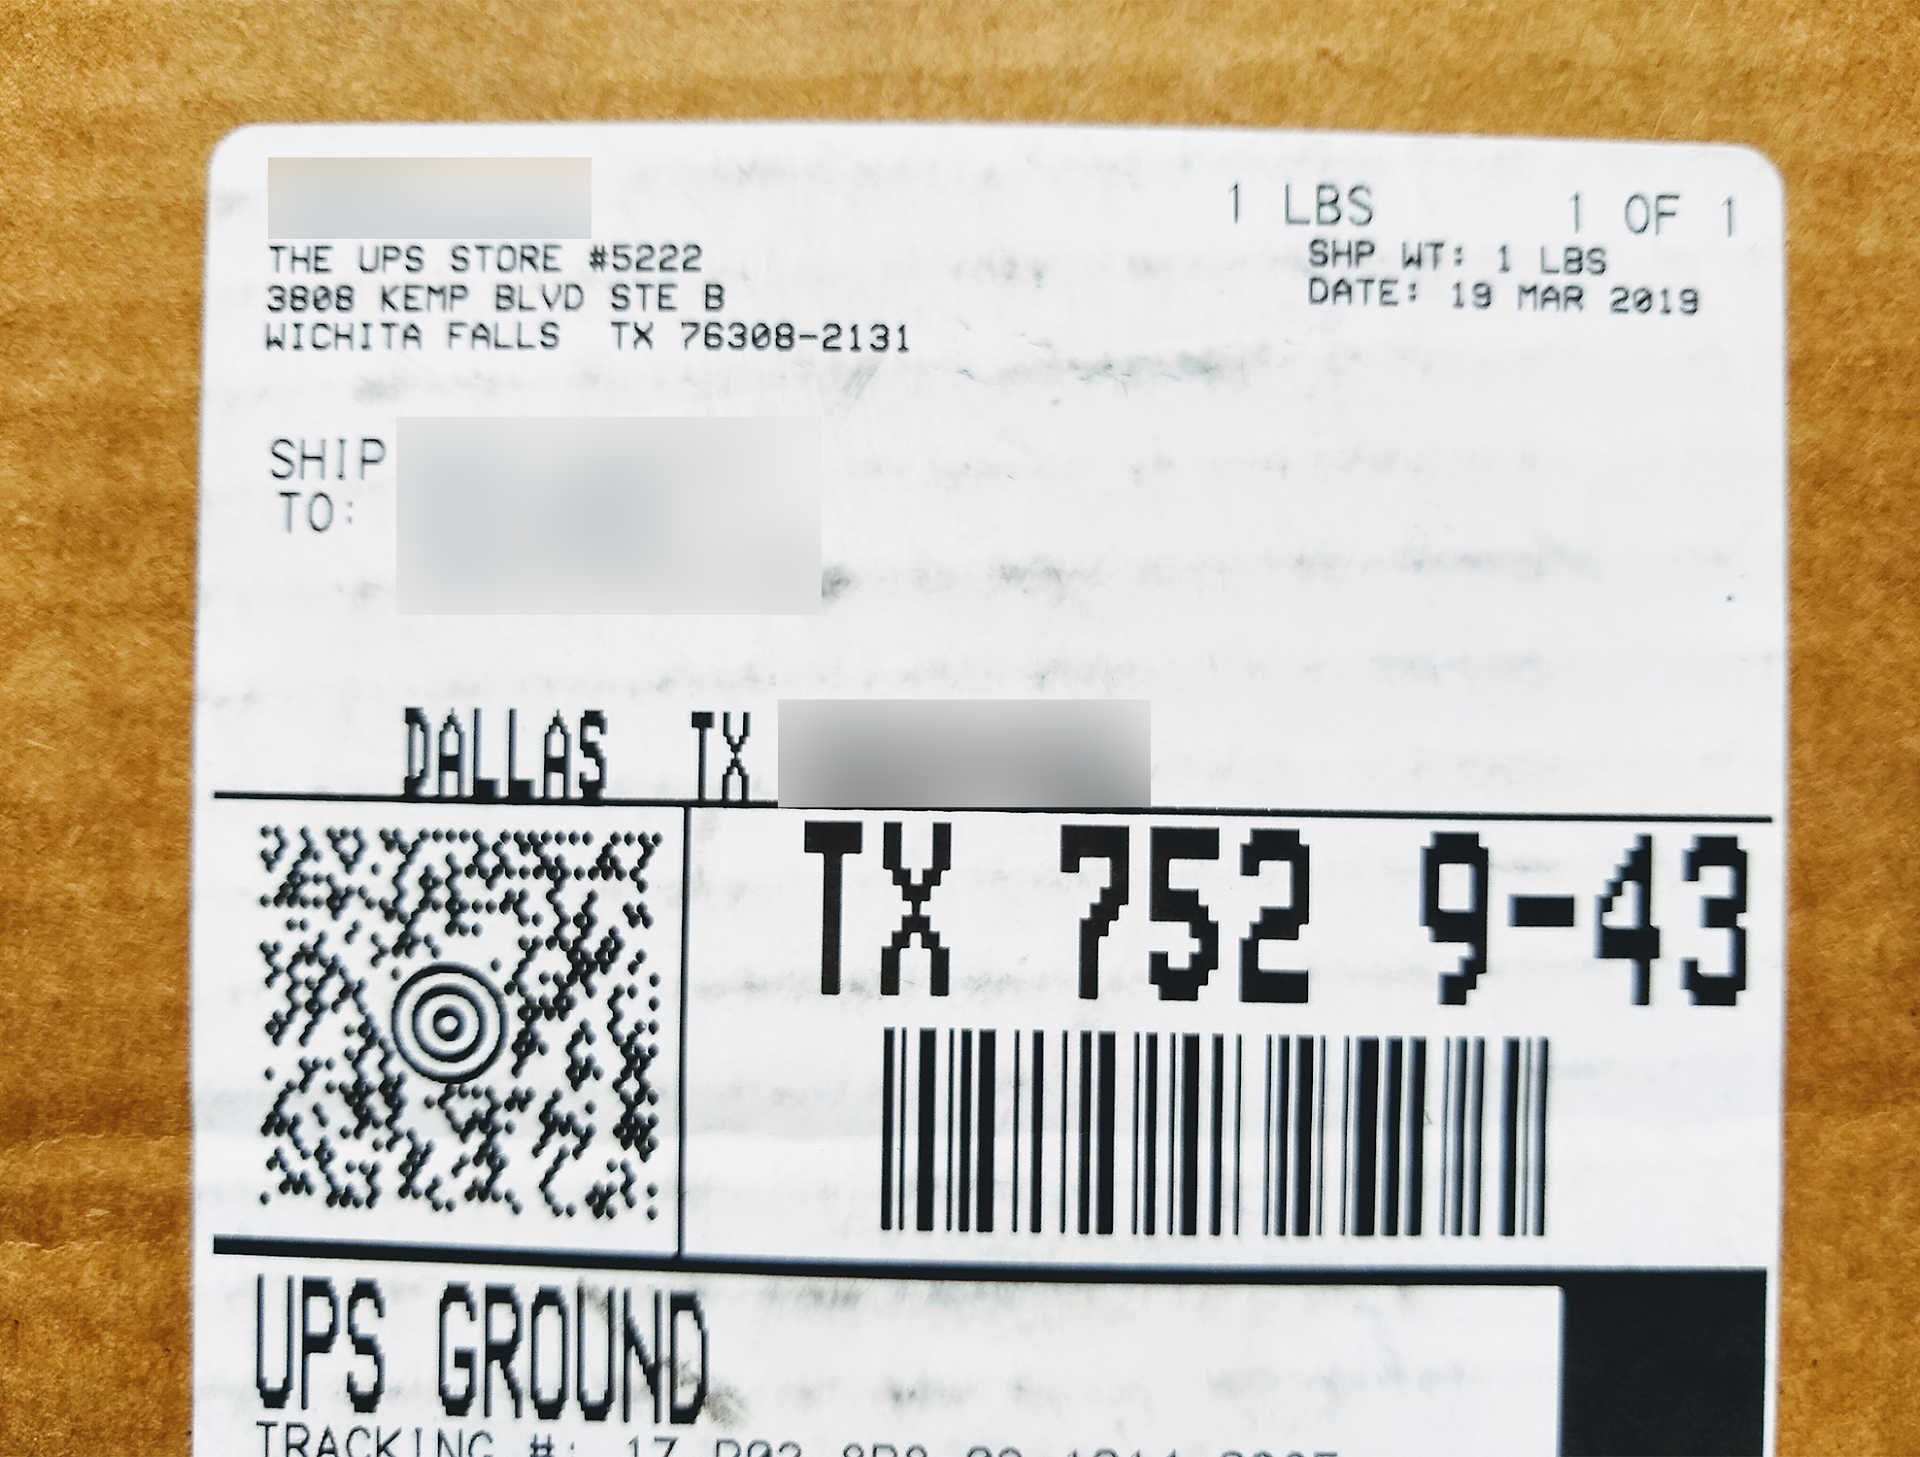 1 LBS 1 OF 1
THE UPS STORE #5222
SHP WT: 1 LBS
3808 KEMP BLVD STE B
DATE: 19 MAR 2019
WICHITA FALLS TX 76308-2131
SHIP
TO:
DALLAS TX
TX 752 9-43
UPS GROUND
TRACKING #: